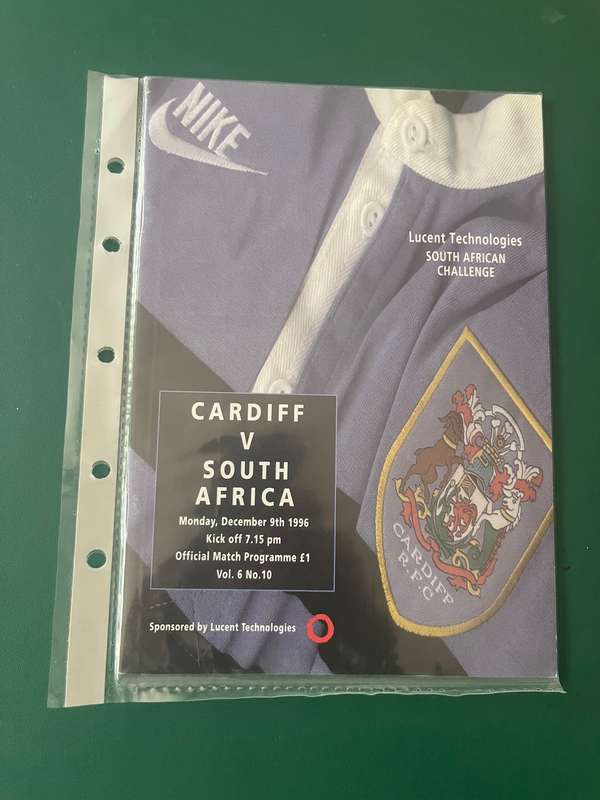 NIKE
Lucent Technologies
SOUTH AFRICAN
CHALLENGE
CARDIFF
V
SOUTH
AFRICA
Monday, December 9th 1996
Kick off 7.15 pm
Official Match Programme £1
Vol. 6 No.10
CARDIFF
R.F.C
Sponsored by Lucent Technologies